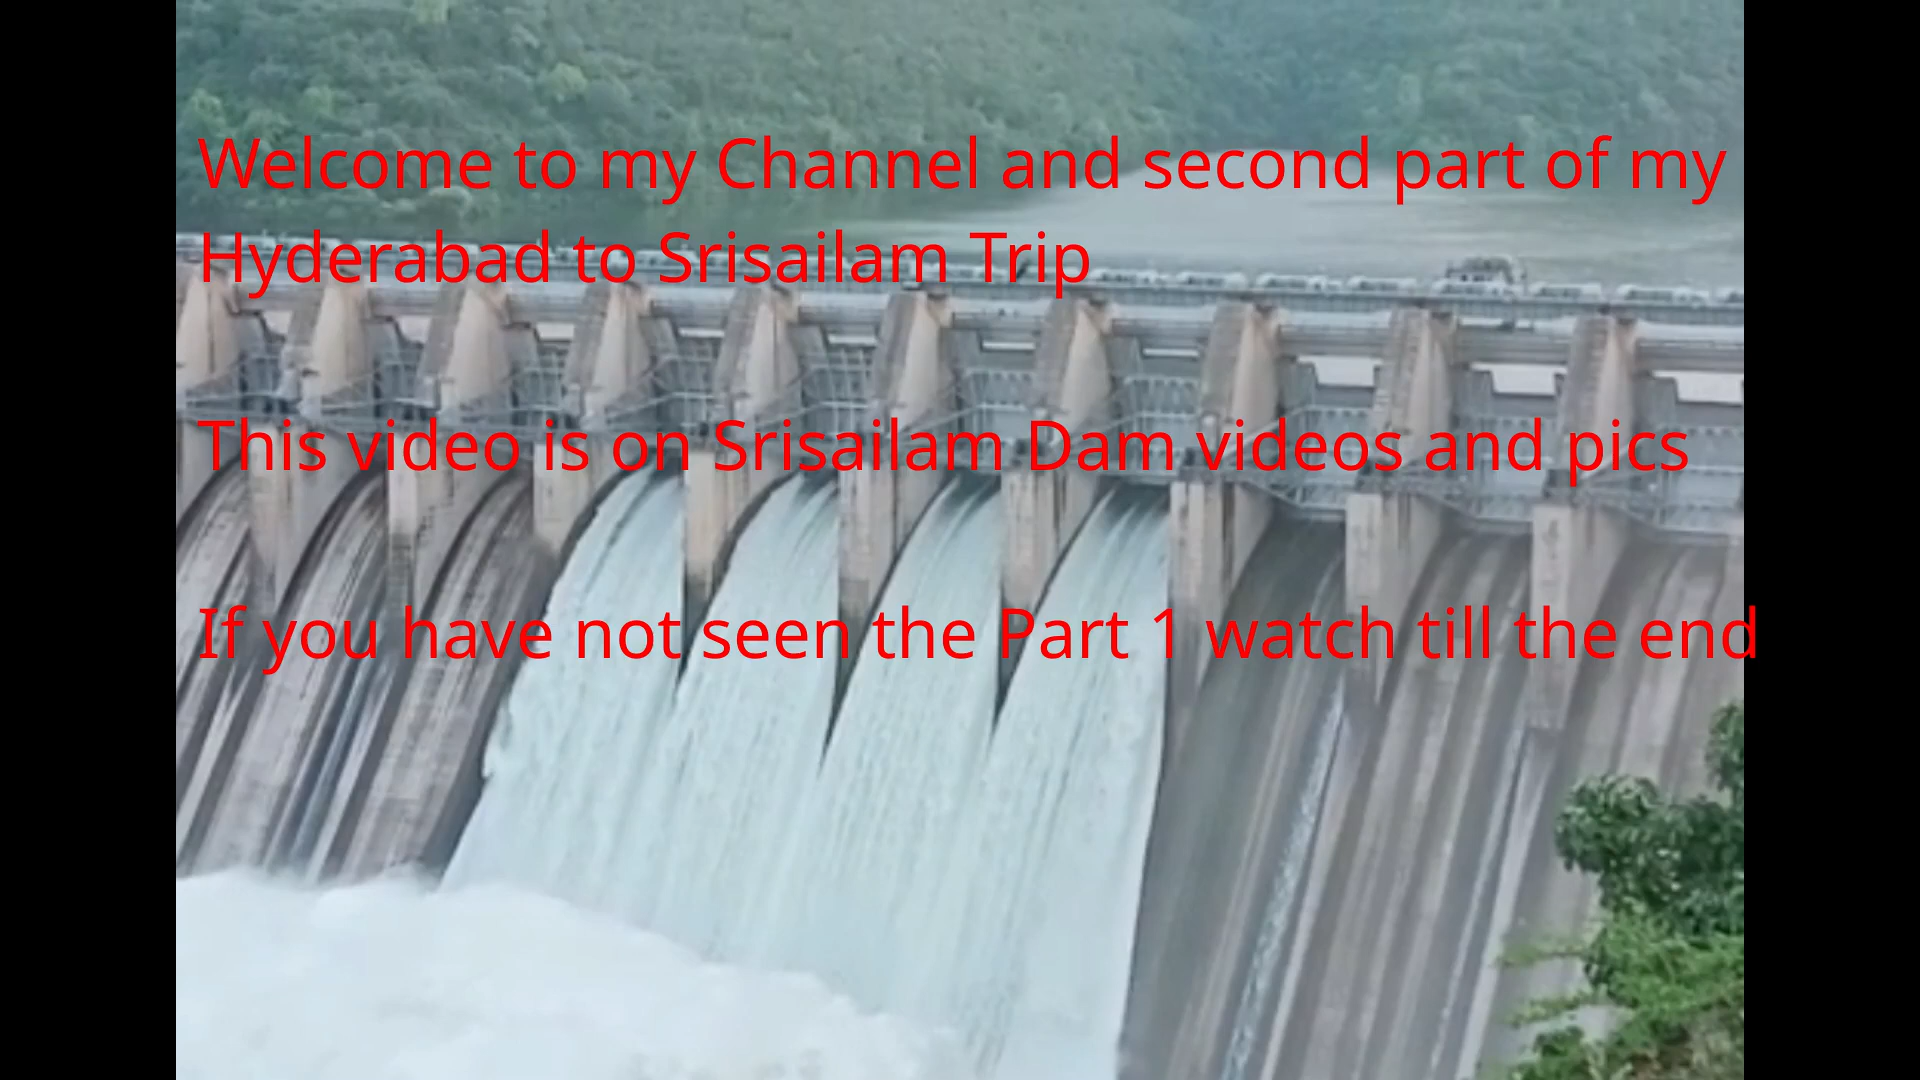 Welcome to my Channel and second part of my
Hyderabad to Srisailam Trip
This video is on Srisailam Dam videos and pics
If you have not seen the Part 1 watch till the end